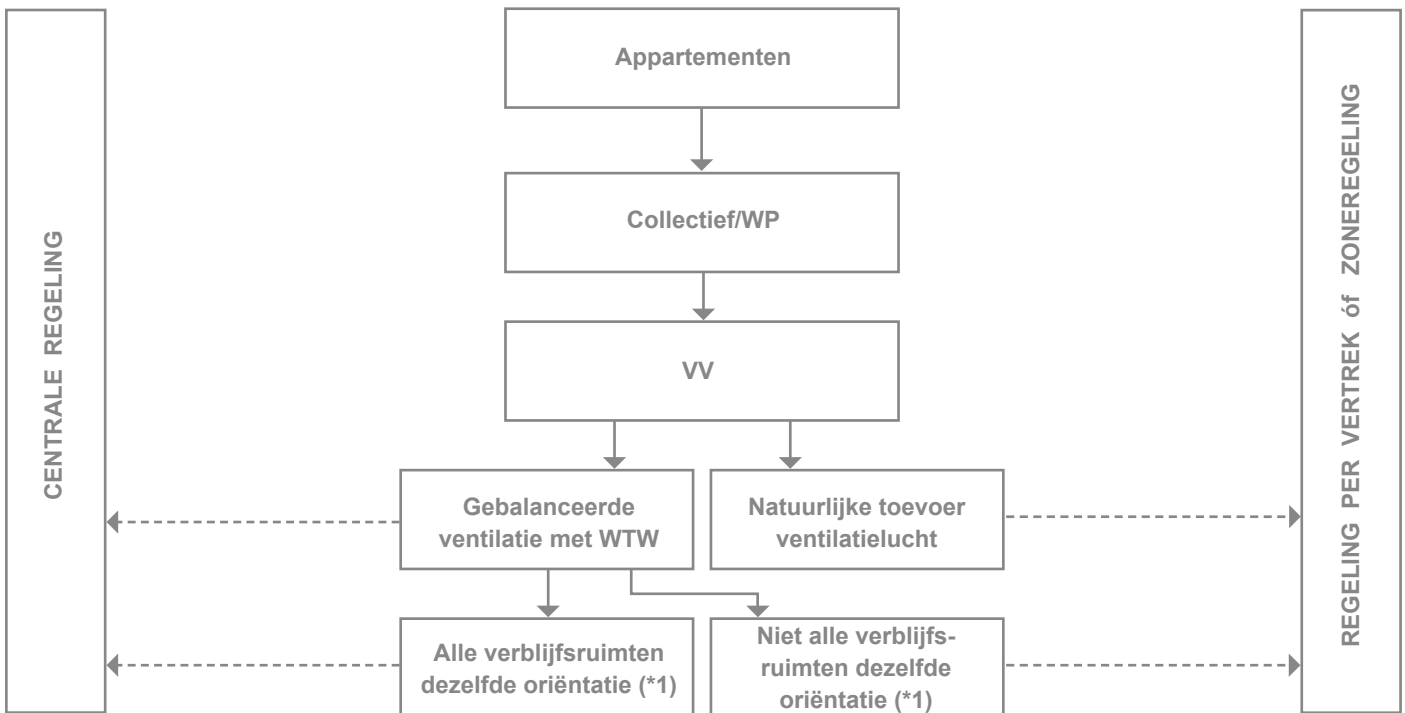 CENTRALE REGELING
Appartementen
Collectief/WP
VV
Gebalanceerde
ventilatie met WTW
Natuurlijke toevoer
ventilatielucht
Alle verblijfsruimten
dezelfde oriëntatie (*1)
Niet alle verblijfs-
ruimten dezelfde
oriëntatie (*1)
REGELING PER VERTREK óf ZONEREGELING